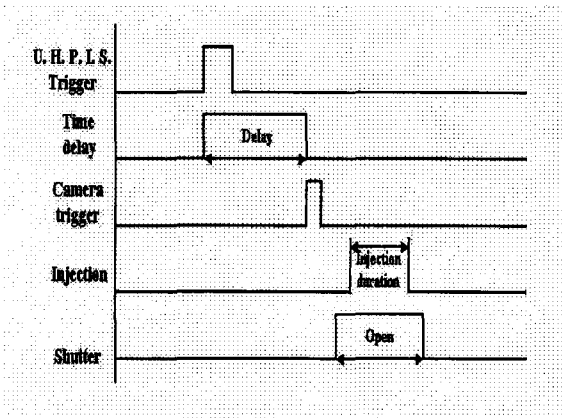 U. H. P. I. S.
Trigger
Time
delay
Delay
Camera
trigger
Injection
Injection
duration
Shutter
Open